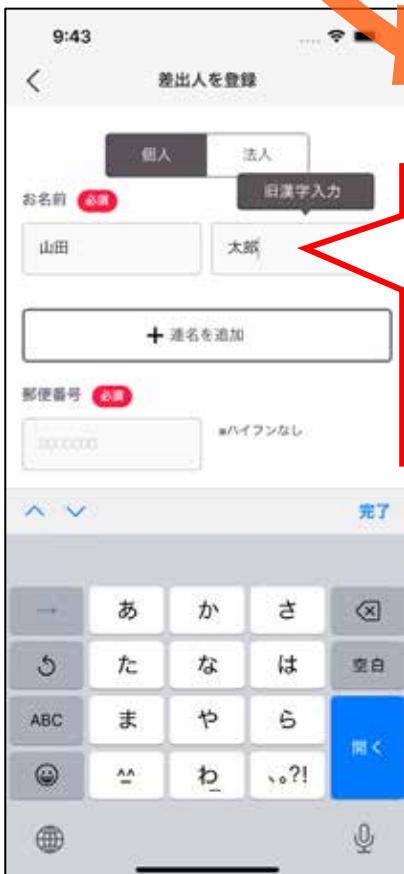 9:43
差出人を登録
個人 法人
旧漢字入力
お名前 必須
山田 太郎
+ 連名を追加
郵便番号 必須
0000000 ※ハイフンなし
完了
→ あ か さ
た な は 空白
ABC ま や ら
開く
^^ わ_ 、。?!